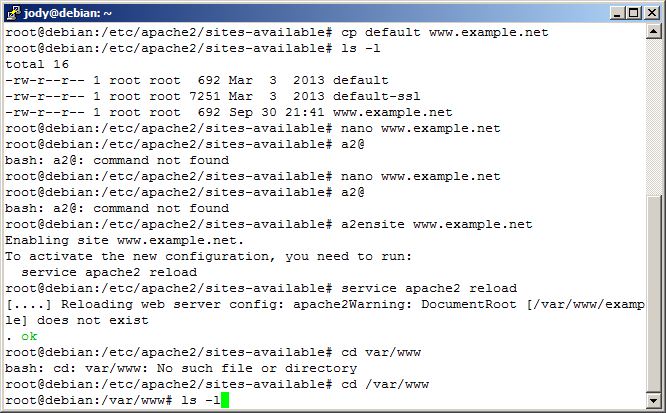 jody@debian: ~
root@debian:/etc/apache2/sites-available# cp default www.example.net
root@debian:/etc/apache2/sites-available# ls -l
total 16
-rw-r--r-- 1 root root  692 Mar  3  2013 default
-rw-r--r-- 1 root root 7251 Mar  3  2013 default-ssl
-rw-r--r-- 1 root root  692 Sep 30 21:41 www.example.net
root@debian:/etc/apache2/sites-available# nano www.example.net
root@debian:/etc/apache2/sites-available# a2@
bash: a2@: command not found
root@debian:/etc/apache2/sites-available# nano www.example.net
root@debian:/etc/apache2/sites-available# a2@
bash: a2@: command not found
root@debian:/etc/apache2/sites-available# a2ensite www.example.net
Enabling site www.example.net.
To activate the new configuration, you need to run:
  service apache2 reload
root@debian:/etc/apache2/sites-available# service apache2 reload
[....] Reloading web server config: apache2Warning: DocumentRoot [/var/www/examp
le] does not exist
. ok
root@debian:/etc/apache2/sites-available# cd var/www
bash: cd: var/www: No such file or directory
root@debian:/etc/apache2/sites-available# cd /var/www
root@debian:/var/www# ls -l